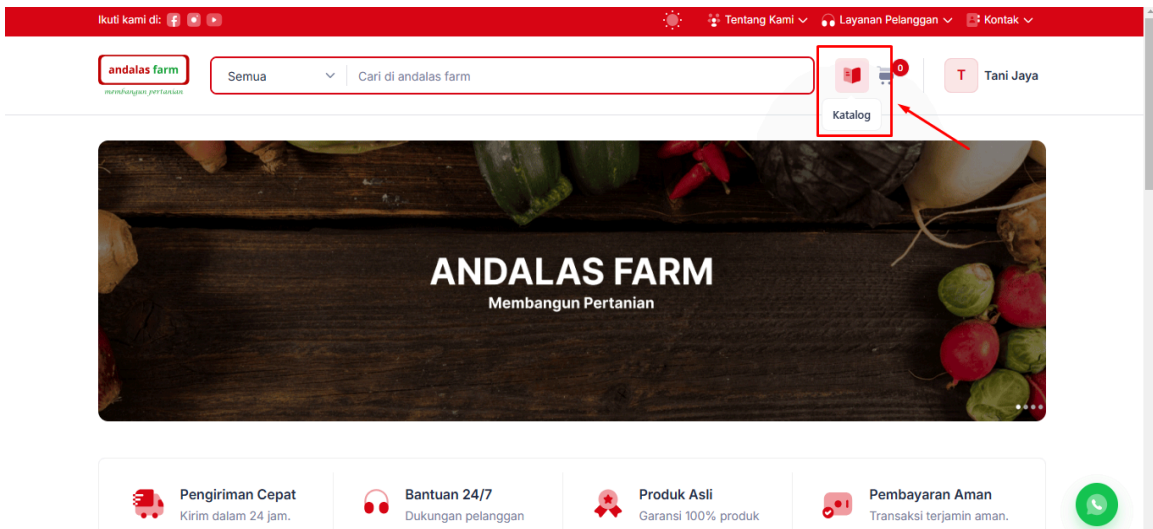 Ikuti kami di:
Tentang Kami
Layanan Pelanggan
Kontak
andalas farm
membangun pertanian
Semua
Cari di andalas farm
0
T
Tani Jaya
Katalog
ANDALAS FARM
Membangun Pertanian
Pengiriman Cepat
Kirim dalam 24 jam.
Bantuan 24/7
Dukungan pelanggan
Produk Asli
Garansi 100% produk
Pembayaran Aman
Transaksi terjamin aman.